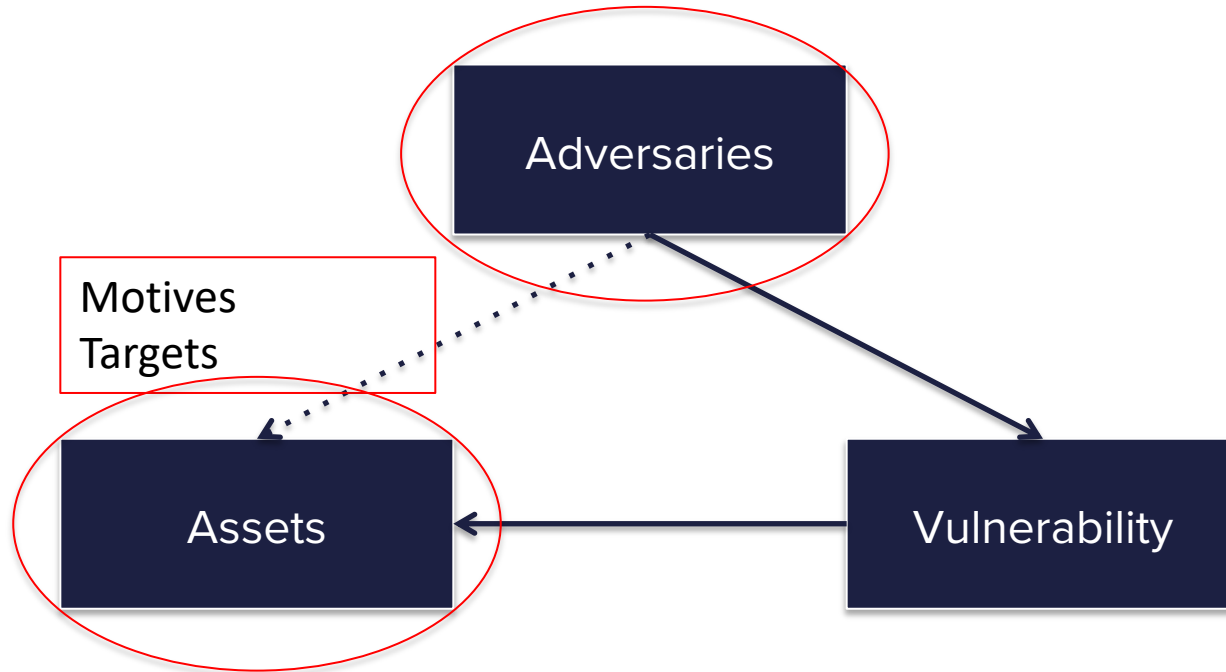 Adversaries
Motives
Targets
Assets
Vulnerability